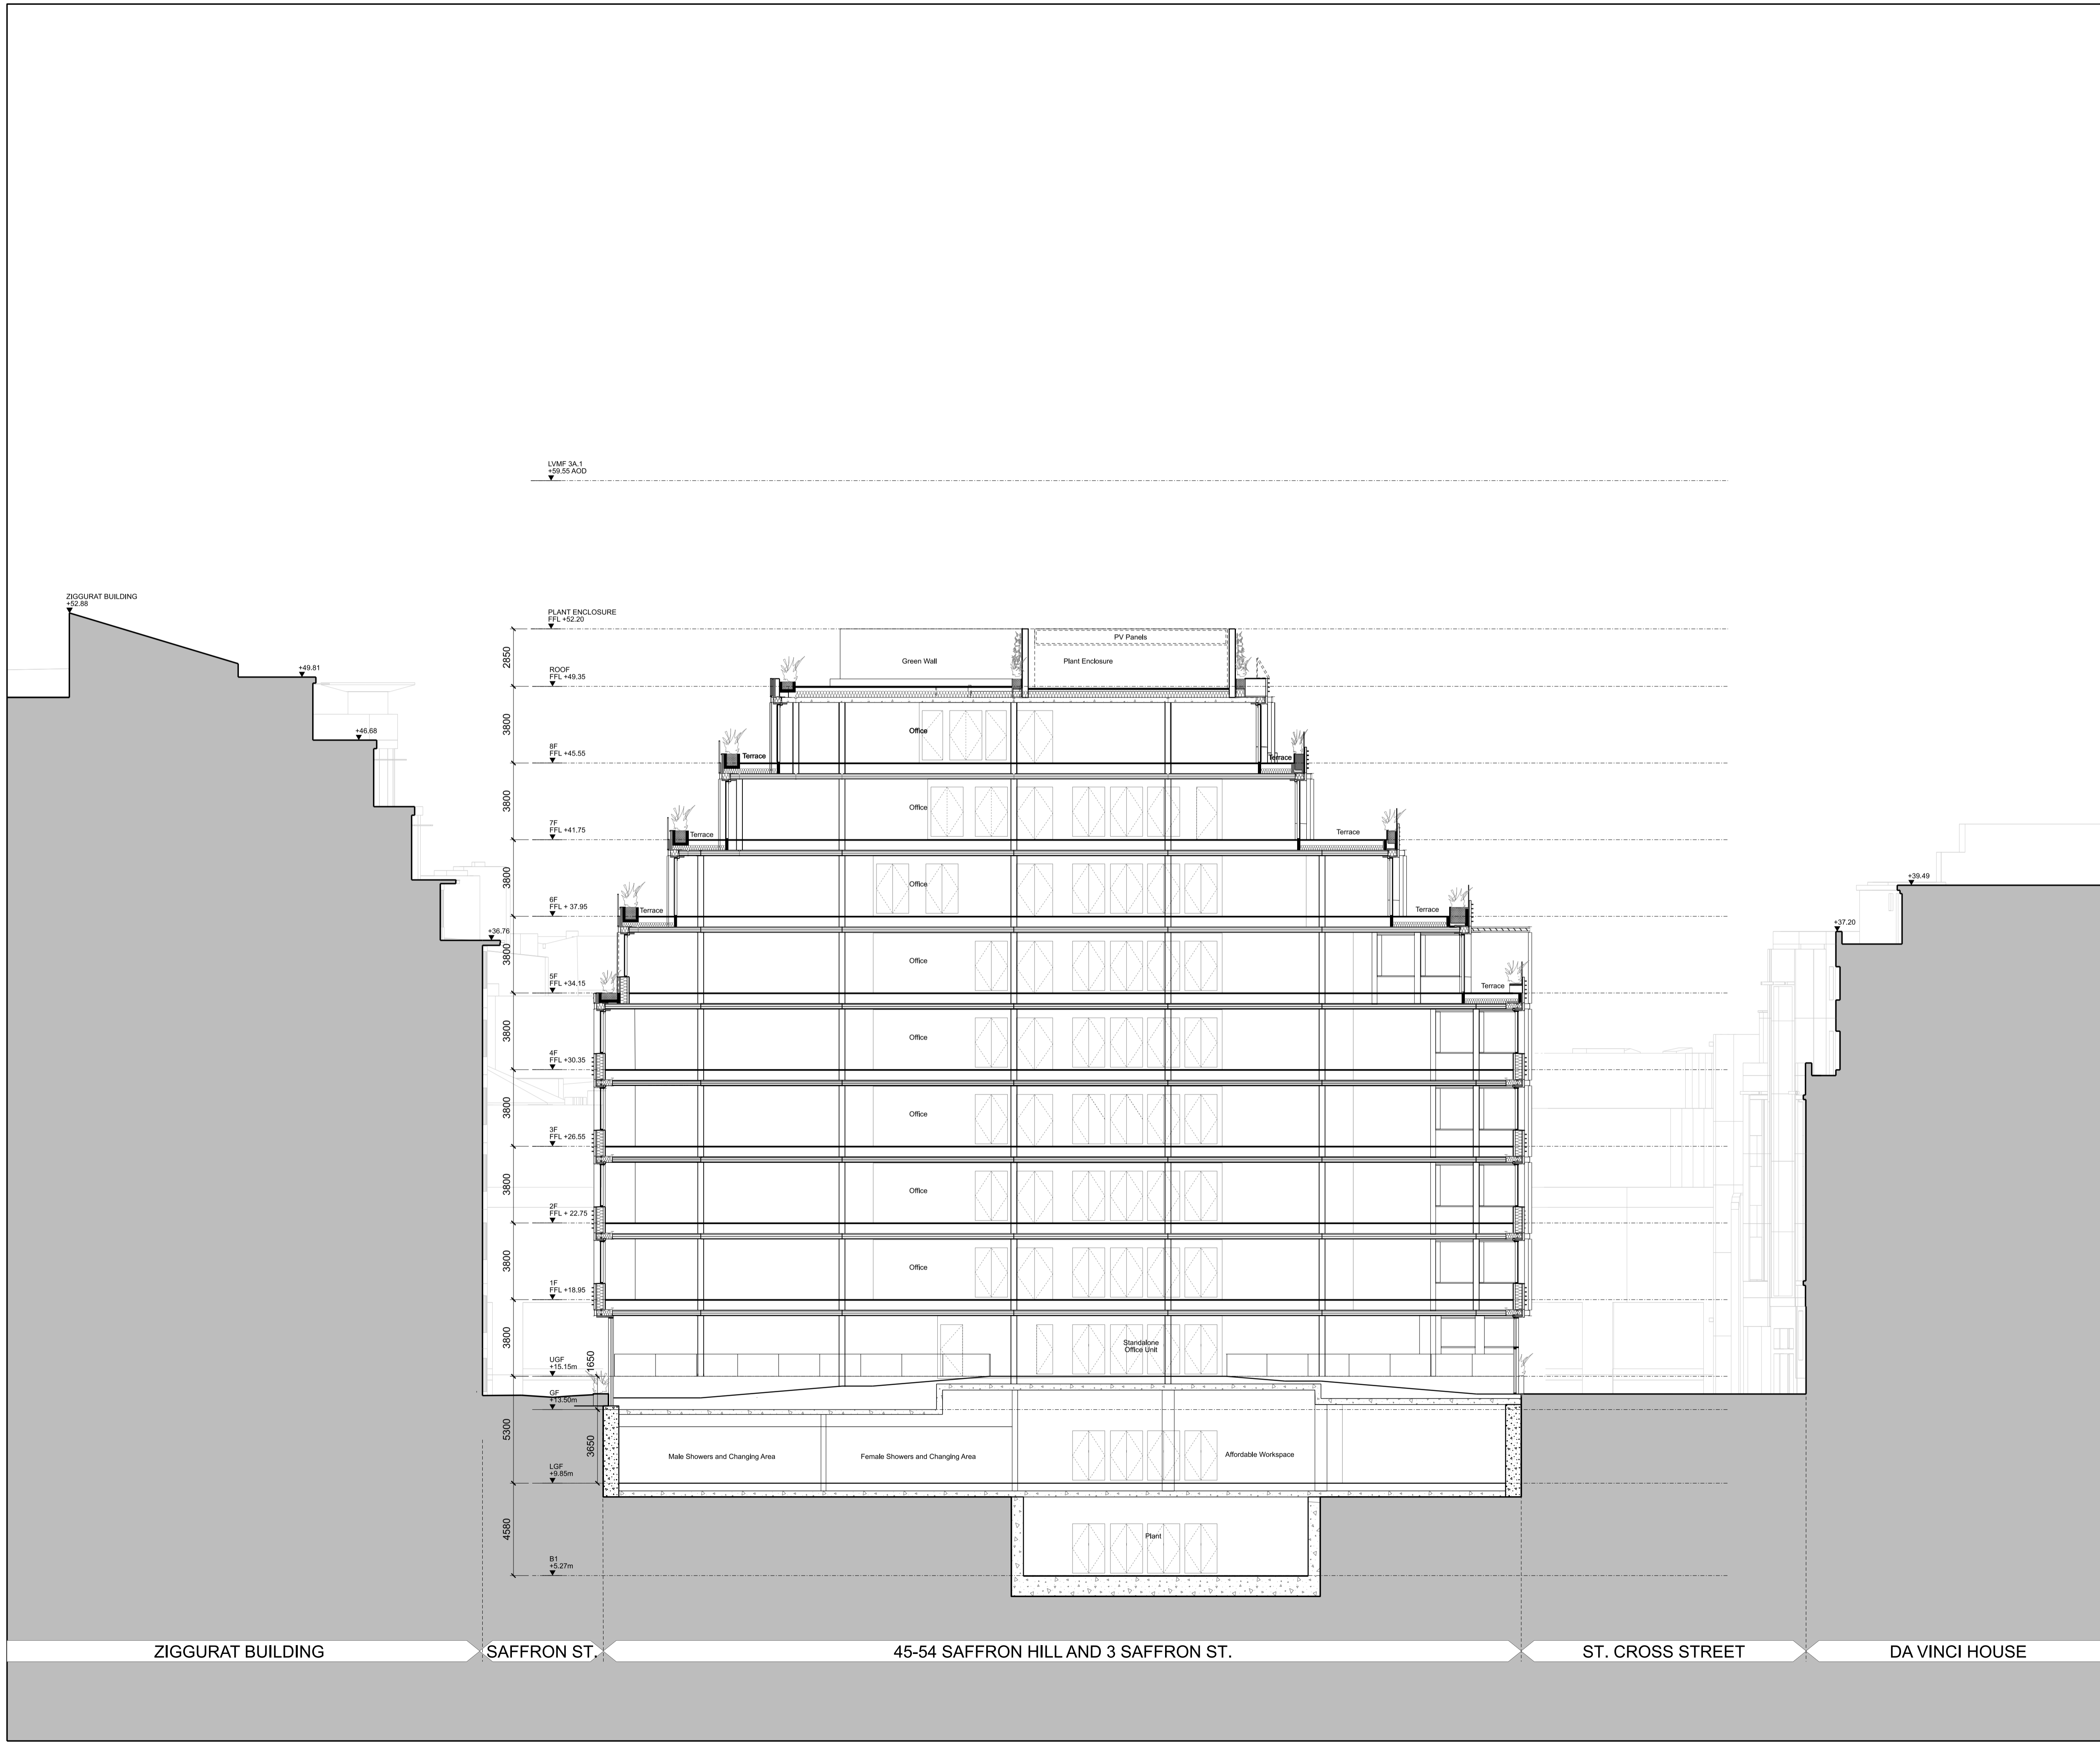 LVMF 3A.1
+59.55 AOD
ZIGGURAT BUILDING
+52.88
PLANT ENCLOSURE
FFL +52.20
PV Panels
2850
Green Wall
Plant Enclosure
+49.81
ROOF
FFL +49.35
3800
+46.68
Office
8F
FFL +45.55
Terrace
Terrace
3800
Office
7F
FFL +41.75
Terrace
Terrace
3800
Office
+39.49
6F
FFL + 37.95
Terrace
Terrace
+37.20
+36.76
3800
Office
5F
FFL +34.15
Terrace
3800
Office
4F
FFL +30.35
3800
Office
3F
FFL +26.55
3800
Office
2F
FFL + 22.75
3800
Office
1F
FFL +18.95
3800
Standalone
Office Unit
UGF
+15.15m
1650
GF
+13.50m
5300
3650
Male Showers and Changing Area
Female Showers and Changing Area
Affordable Workspace
LGF
+9.85m
4580
Plant
B1
+5.27m
ZIGGURAT BUILDING
SAFFRON ST.
45-54 SAFFRON HILL AND 3 SAFFRON ST.
ST. CROSS STREET
DA VINCI HOUSE